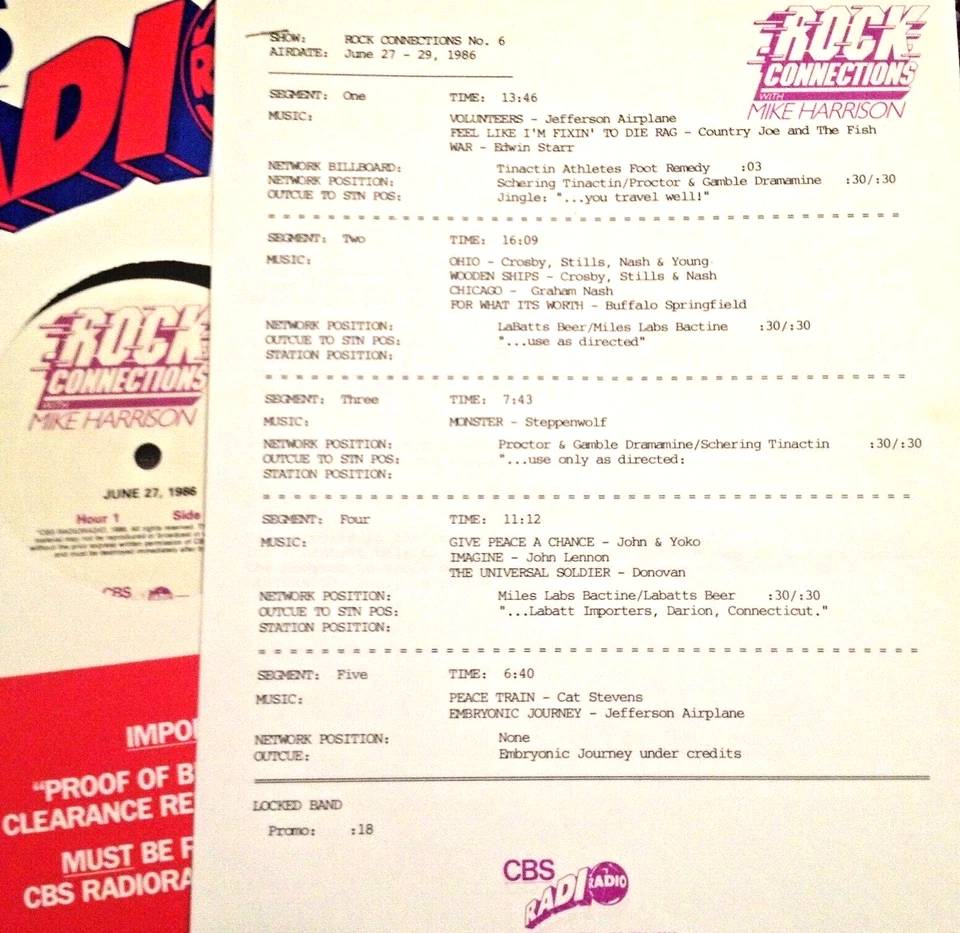 SHOW: ROCK CONNECTIONS No. 6
AIRDATE: June 27 - 29, 1986
ROCK
CONNECTIONS
WITH
MIKE HARRISON
SEGMENT: One TIME: 13:46
MUSIC: VOLUNTEERS - Jefferson Airplane
FEEL LIKE I'M FIXIN' TO DIE RAG - Country Joe and The Fish
WAR - Edwin Starr
NETWORK BILLBOARD: Tinactin Athletes Foot Remedy :03
NETWORK POSITION: Schering Tinactin/Proctor & Gamble Dramamine :30/:30
OUTCUE TO STN POS: Jingle: "...you travel well!"
SEGMENT: Two TIME: 16:09
MUSIC: OHIO - Crosby, Stills, Nash & Young
WOODEN SHIPS - Crosby, Stills & Nash
CHICAGO - Graham Nash
FOR WHAT ITS WORTH - Buffalo Springfield
NETWORK POSITION: LaBatts Beer/Miles Labs Bactine :30/:30
OUTCUE TO STN POS: "...use as directed"
STATION POSITION:
SEGMENT: Three TIME: 7:43
MUSIC: MONSTER - Steppenwolf
NETWORK POSITION: Proctor & Gamble Dramamine/Schering Tinactin :30/:30
OUTCUE TO STN POS: "...use only as directed:
STATION POSITION:
SEGMENT: Four TIME: 11:12
MUSIC: GIVE PEACE A CHANCE - John & Yoko
IMAGINE - John Lennon
THE UNIVERSAL SOLDIER - Donovan
NETWORK POSITION: Miles Labs Bactine/Labatts Beer :30/:30
OUTCUE TO STN POS: "...Labatt Importers, Darion, Connecticut."
STATION POSITION:
SEGMENT: Five TIME: 6:40
MUSIC: PEACE TRAIN - Cat Stevens
EMBRYONIC JOURNEY - Jefferson Airplane
NETWORK POSITION: None
OUTCUE: Embryonic Journey under credits
LOCKED BAND
Promo: :18
CBS
RADIORADIO
ADI
ROCK
CONNECTIONS
WITH
MIKE HARRISON
JUNE 27, 1986
Hour 1 Side
CBS
IMPO
"PROOF OF B
CLEARANCE RE
MUST BE F
CBS RADIORA